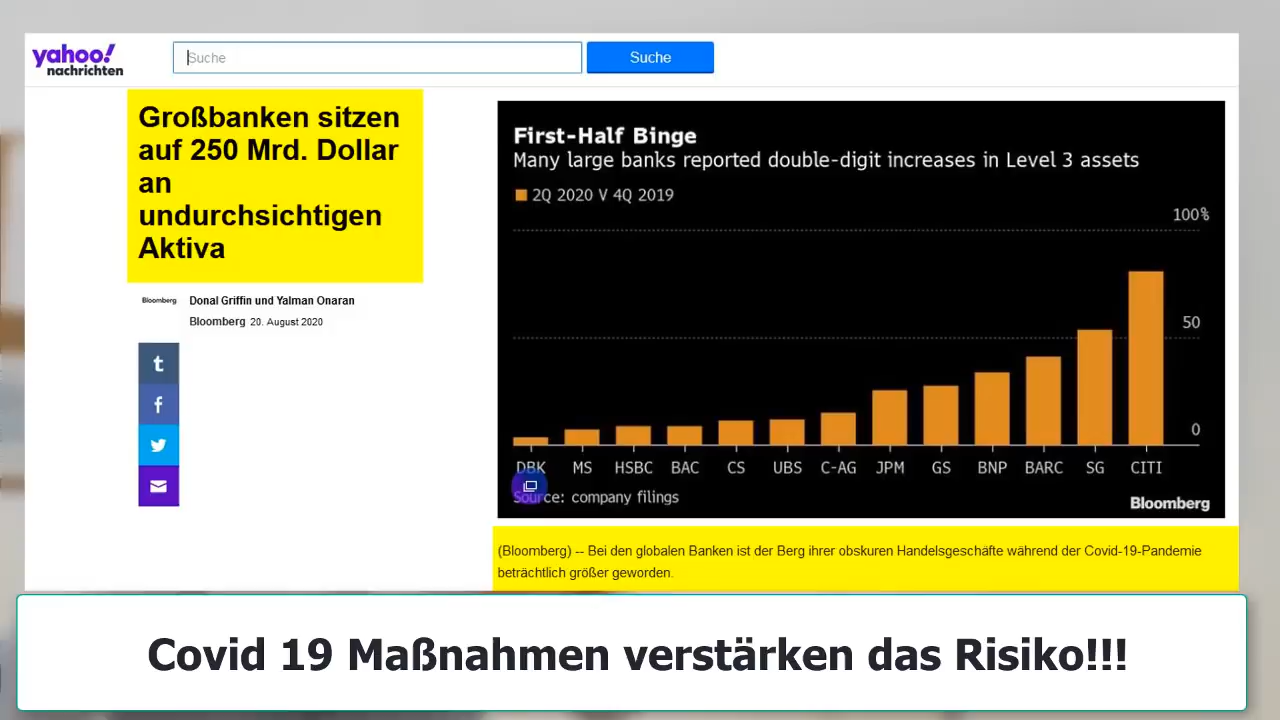 yahoo!
nachrichten
Suche
Suche
Großbanken sitzen
auf 250 Mrd. Dollar
an
undurchsichtigen
Aktiva
Bloomberg
Donal Griffin und Yalman Onaran
Bloomberg 20. August 2020
First-Half Binge
Many large banks reported double-digit increases in Level 3 assets
2Q 2020 V 4Q 2019
100%
50
0
DBK MS HSBC BAC CS UBS C-AG JPM GS BNP BARC SG CITI
Source: company filings
Bloomberg
(Bloomberg) -- Bei den globalen Banken ist der Berg ihrer obskuren Handelsgeschäfte während der Covid-19-Pandemie
beträchtlich größer geworden.
Covid 19 Maßnahmen verstärken das Risiko!!!